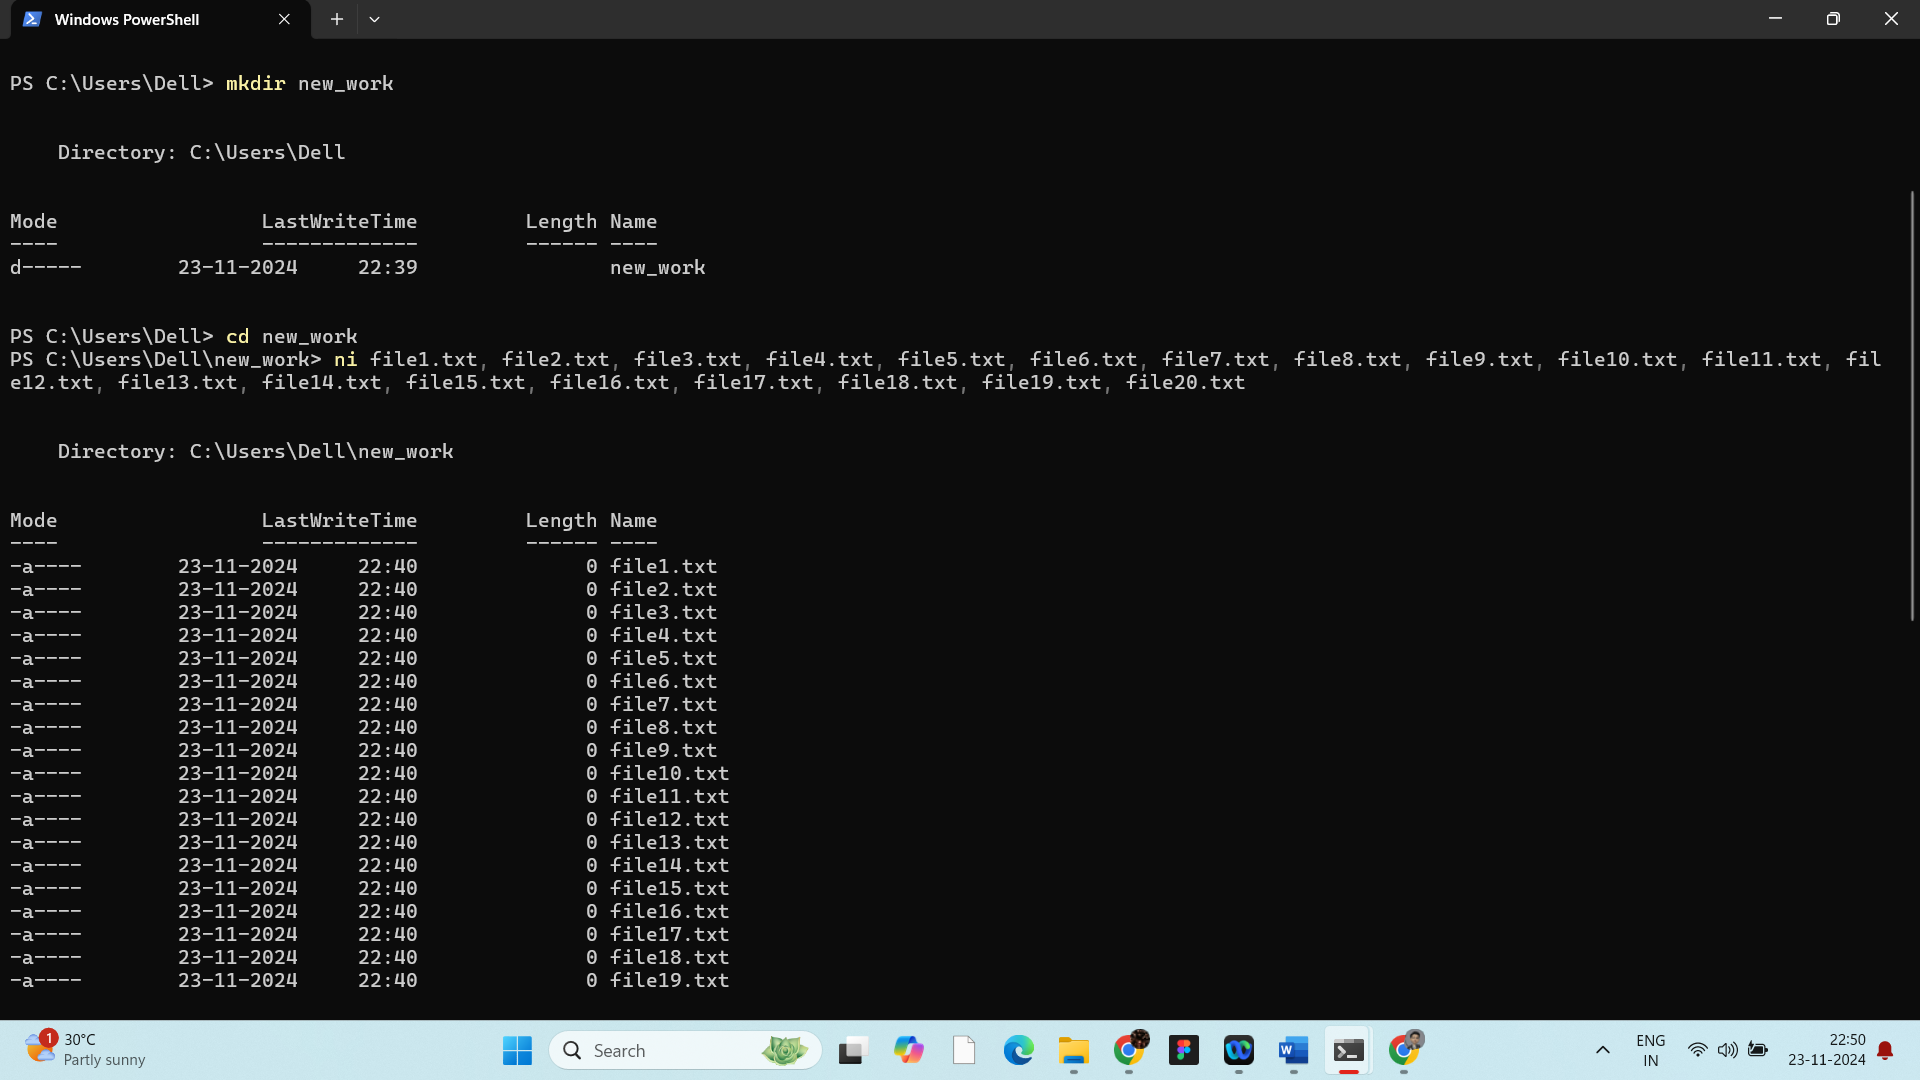 Windows PowerShell
PS C:\Users\Dell> mkdir new_work
Directory: C:\Users\Dell
Mode                 LastWriteTime         Length Name
----                 -------------         ------ ----
d-----        23-11-2024     22:39                new_work
PS C:\Users\Dell> cd new_work
PS C:\Users\Dell\new_work> ni file1.txt, file2.txt, file3.txt, file4.txt, file5.txt, file6.txt, file7.txt, file8.txt, file9.txt, file10.txt, file11.txt, fil
e12.txt, file13.txt, file14.txt, file15.txt, file16.txt, file17.txt, file18.txt, file19.txt, file20.txt
Directory: C:\Users\Dell\new_work
Mode                 LastWriteTime         Length Name
----                 -------------         ------ ----
-a----        23-11-2024     22:40              0 file1.txt
-a----        23-11-2024     22:40              0 file2.txt
-a----        23-11-2024     22:40              0 file3.txt
-a----        23-11-2024     22:40              0 file4.txt
-a----        23-11-2024     22:40              0 file5.txt
-a----        23-11-2024     22:40              0 file6.txt
-a----        23-11-2024     22:40              0 file7.txt
-a----        23-11-2024     22:40              0 file8.txt
-a----        23-11-2024     22:40              0 file9.txt
-a----        23-11-2024     22:40              0 file10.txt
-a----        23-11-2024     22:40              0 file11.txt
-a----        23-11-2024     22:40              0 file12.txt
-a----        23-11-2024     22:40              0 file13.txt
-a----        23-11-2024     22:40              0 file14.txt
-a----        23-11-2024     22:40              0 file15.txt
-a----        23-11-2024     22:40              0 file16.txt
-a----        23-11-2024     22:40              0 file17.txt
-a----        23-11-2024     22:40              0 file18.txt
-a----        23-11-2024     22:40              0 file19.txt
1
30°C
Partly sunny
Search
W
ENG
IN
22:50
23-11-2024